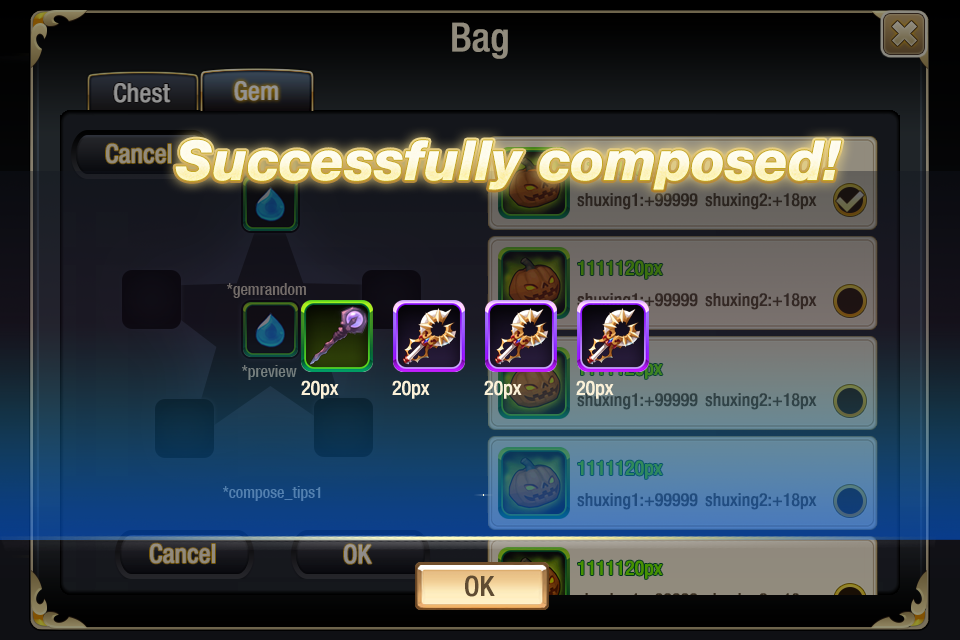 Bag
Chest
Gem
Cancel
Successfully composed!
shuxing1:+99999 shuxing2:+18px
*gemrandom
1111120px
shuxing1:+99999 shuxing2:+18px
*preview
20px
20px
20px
20px
1111120px
shuxing1:+99999 shuxing2:+18px
*compose_tips1
1111120px
shuxing1:+99999 shuxing2:+18px
Cancel
OK
1111120px
OK